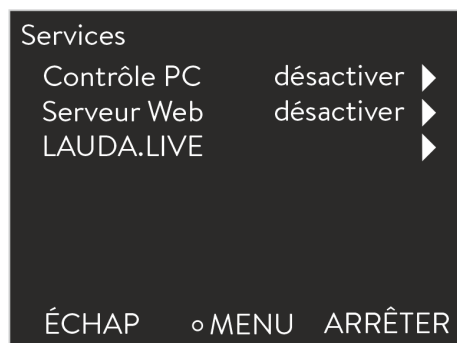 Services
Contrôle PC désactiver ▶
Serveur Web désactiver ▶
LAUDA.LIVE ▶
ÉCHAP ○ MENU ARRÊTER